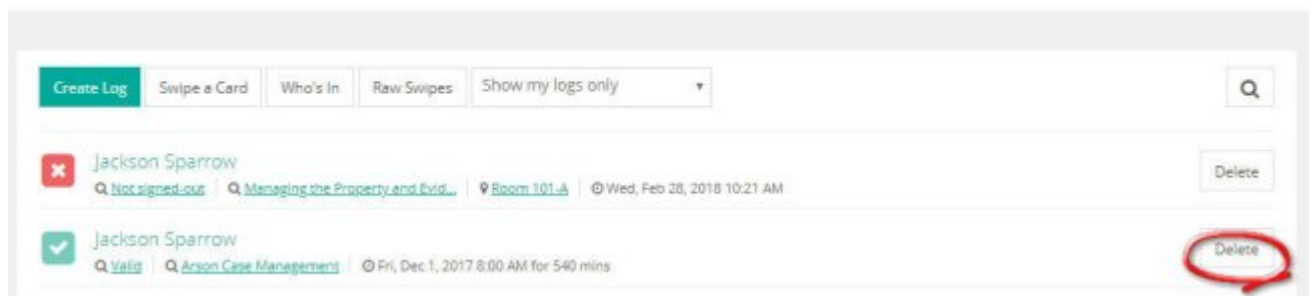 Create Log Swipe a Card Who's In Raw Swipes Show my logs only
Jackson Sparrow
Delete
Not signed-out Managing the Property and Evid... Room 101-A Wed, Feb 28, 2018 10:21 AM
Jackson Sparrow
Delete
Valid Arson Case Management Fri, Dec 1, 2017 8:00 AM for 540 mins